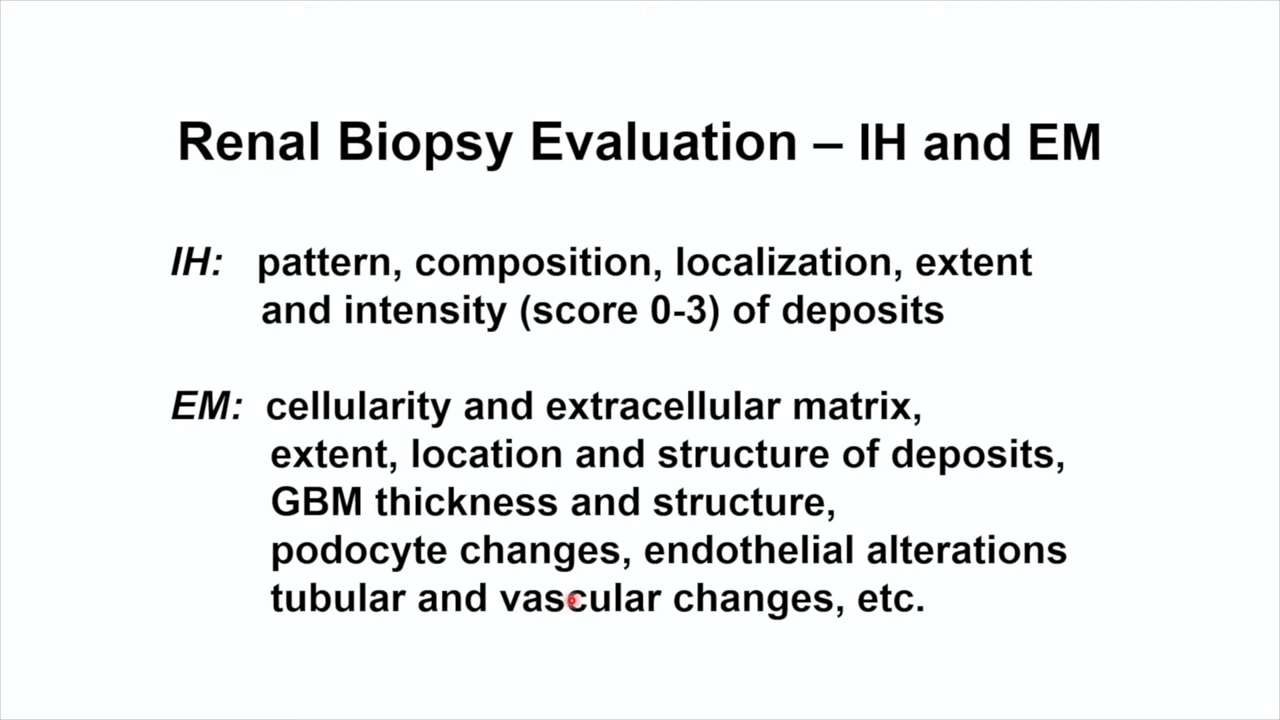 Renal Biopsy Evaluation – IH and EM
IH: pattern, composition, localization, extent
and intensity (score 0-3) of deposits
EM: cellularity and extracellular matrix,
extent, location and structure of deposits,
GBM thickness and structure,
podocyte changes, endothelial alterations
tubular and vascular changes, etc.